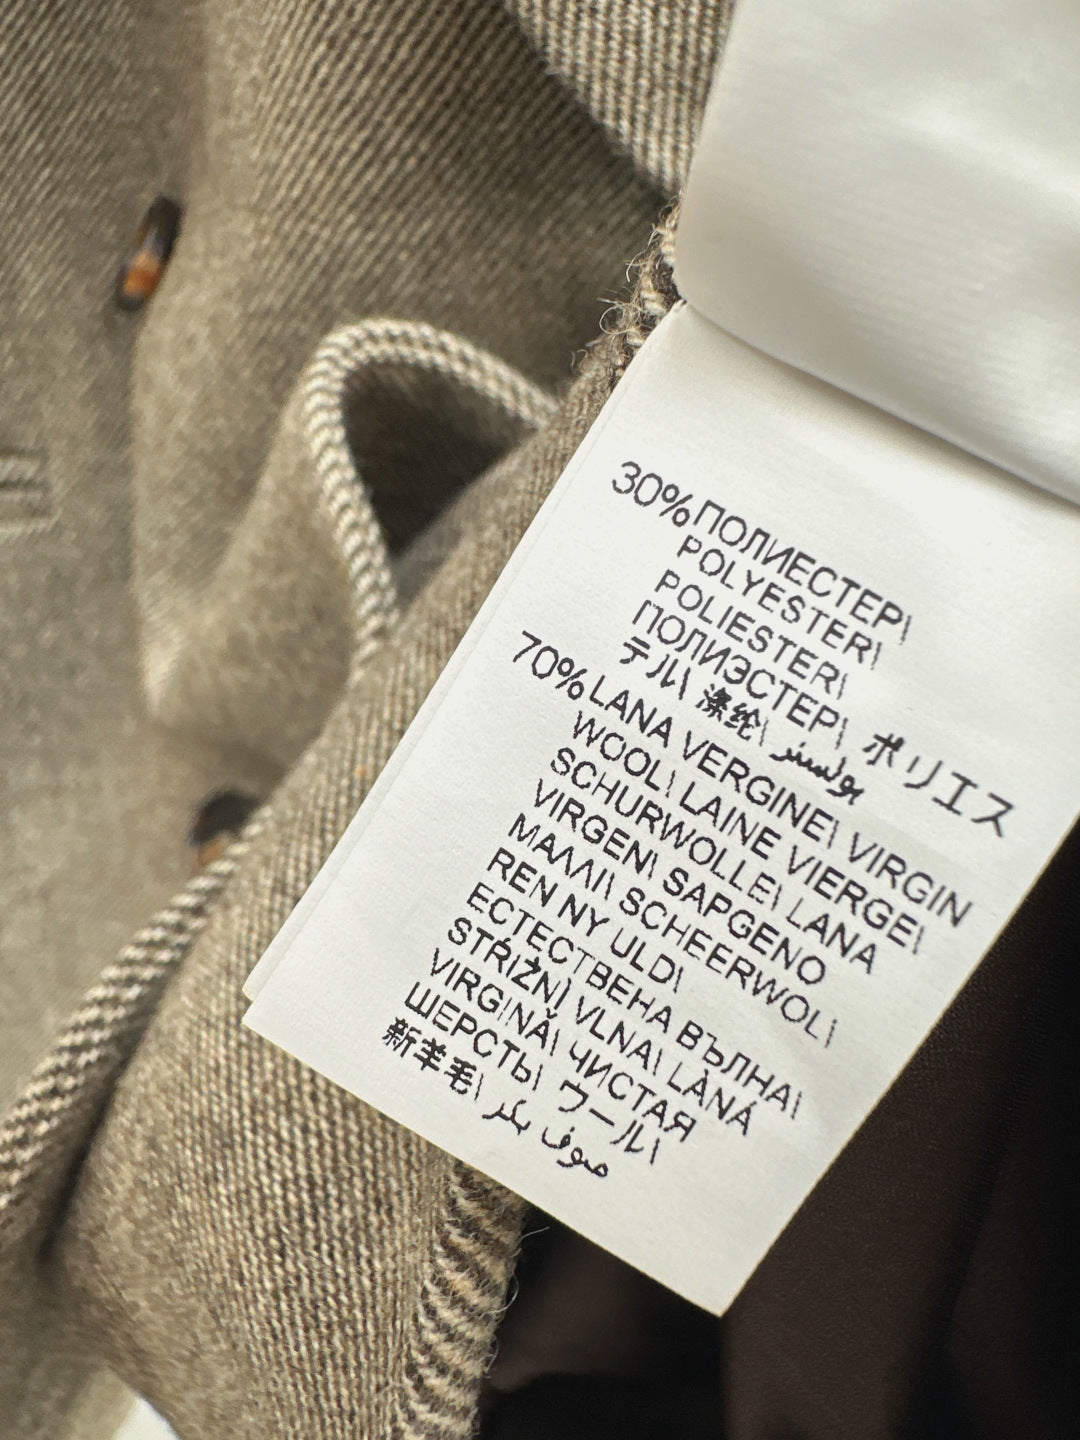 30%ПОЛИЕСТЕР\
POLYESTER\
POLIESTER\
ПОЛИЭСТЕР\ ポリエス
テル\ 涤纶\ بوليستر
70%LANA VERGINE\ VIRGIN
WOOL\ LAINE VIERGE\
SCHURWOLLE\ LANA
VIRGEN\ ΠΑΡΘΕΝΟ
ΜΑΛΛΙ\ SCHEERWOL\
REN NY ULD\
ЕСТЕСТВЕНА ВЪЛНА\
STŘIŽNÍ VLNA\ LÂNĂ
VIRGINĂ\ ЧИСТАЯ
ШЕРСТЬ\ ウール\
新羊毛\ صوف بكر